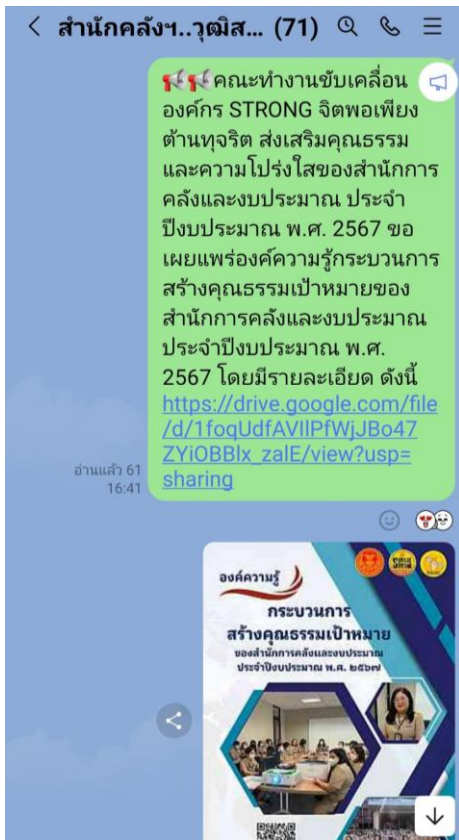 สำนักคลังฯ..วุฒิส... (71)
📢📢คณะทำงานขับเคลื่อน
องค์กร STRONG จิตพอเพียง
ต้านทุจริต ส่งเสริมคุณธรรม
และความโปร่งใสของสำนักการ
คลังและงบประมาณ ประจำ
ปีงบประมาณ พ.ศ. 2567 ขอ
เผยแพร่องค์ความรู้กระบวนการ
สร้างคุณธรรมเป้าหมายของ
สำนักการคลังและงบประมาณ
ประจำปีงบประมาณ พ.ศ.
2567 โดยมีรายละเอียด ดังนี้
https://drive.google.com/file
/d/1foqUdfAVIlPfWjJBo47
ZYiOBBlx_zalE/view?usp=
sharing
อ่านแล้ว 61
16:41
องค์ความรู้
กระบวนการ
สร้างคุณธรรมเป้าหมาย
ของสำนักการคลังและงบประมาณ
ประจำปีงบประมาณ พ.ศ. ๒๕๖๗